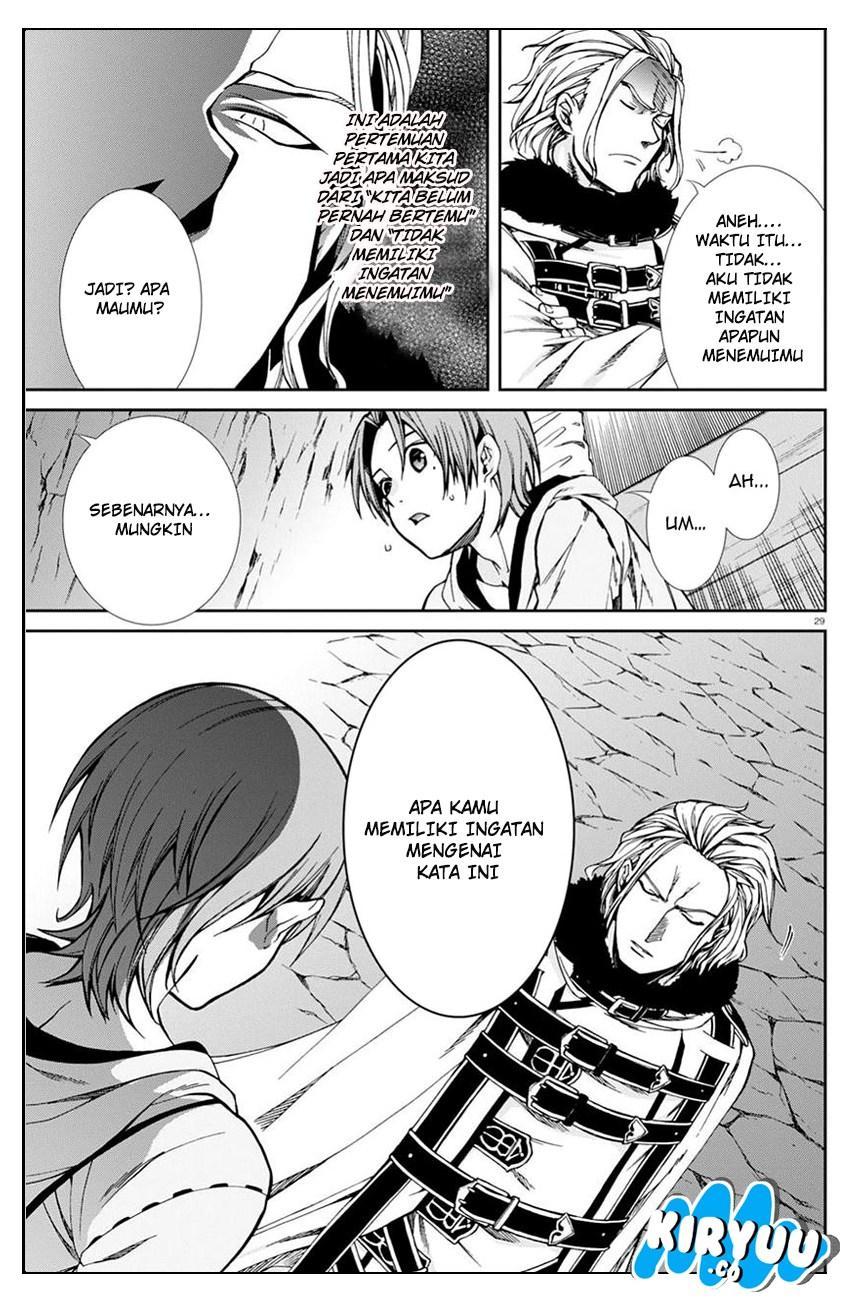 ANEH....
WAKTU ITU...
TIDAK...
AKU TIDAK
MEMILIKI
INGATAN
APAPUN
MENEMUIMU
INI ADALAH
PERTEMUAN
PERTAMA KITA
JADI APA MAKSUD
DARI "KITA BELUM
PERNAH BERTEMU"
DAN "TIDAK
MEMILIKI
INGATAN
MENEMUIMU"
JADI? APA
MAUMU?
AH...
UM...
SEBENARNYA...
MUNGKIN
29
APA KAMU
MEMILIKI INGATAN
MENGENAI
KATA INI
KIRYUU
.CO